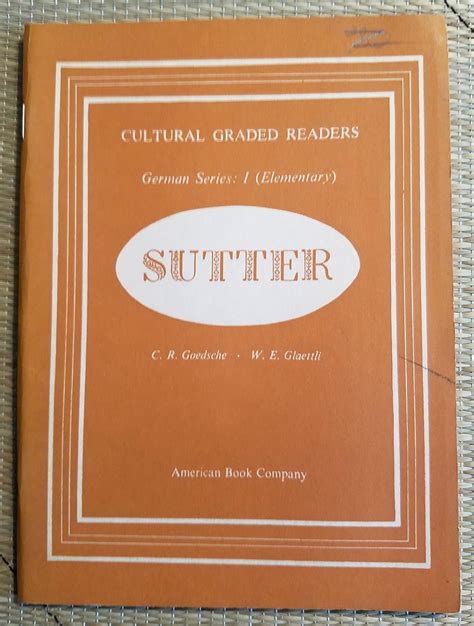 CULTURAL GRADED READERS
German Series: I (Elementary)
SUTTER
C. R. Goedsche · W. E. Glaettli
American Book Company